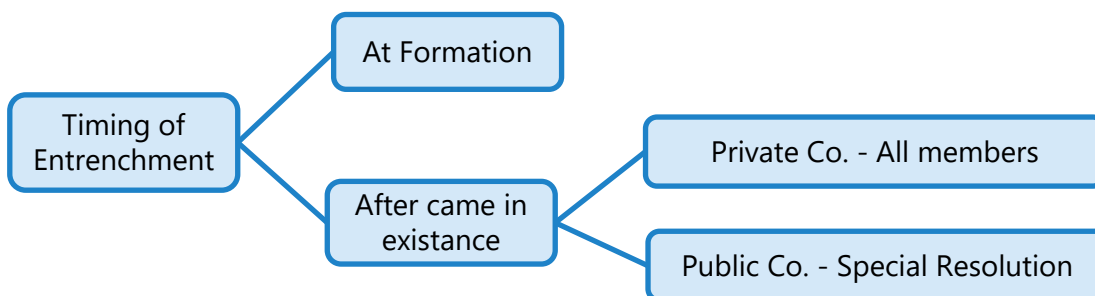 At Formation
Timing of
Entrenchment
Private Co. - All members
After came in
existance
Public Co. - Special Resolution